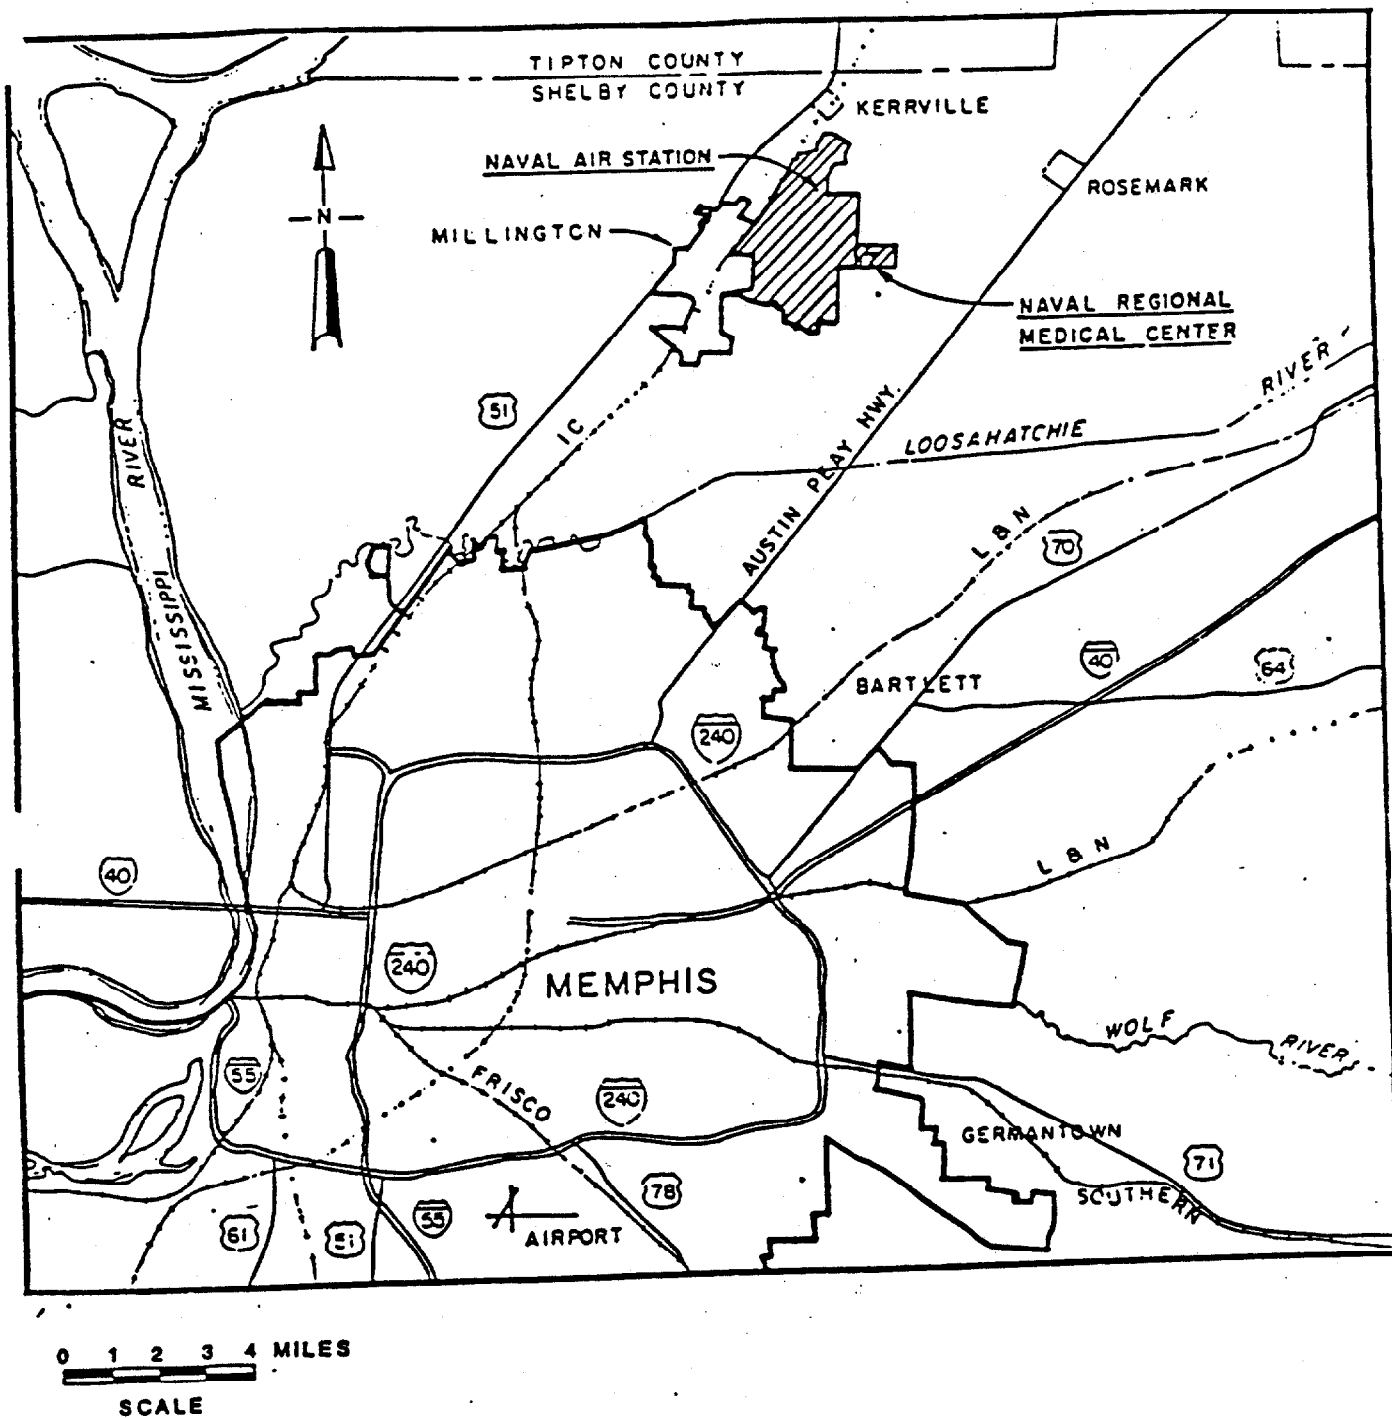 TIPTON COUNTY
SHELBY COUNTY
KERRVILLE
NAVAL AIR STATION
ROSEMARK
N
MILLINGTON
NAVAL REGIONAL
MEDICAL CENTER
RIVER
51
IC
AUSTIN PEAY HWY.
LOOSAHATCHIE
RIVER
L & N
70
MISSISSIPPI
40
64
BARTLETT
240
L & N
40
240
MEMPHIS
WOLF
RIVER
55
FRISCO
240
GERMANTOWN
71
78
SOUTHERN
61
51
55
AIRPORT
0 1 2 3 4 MILES
SCALE